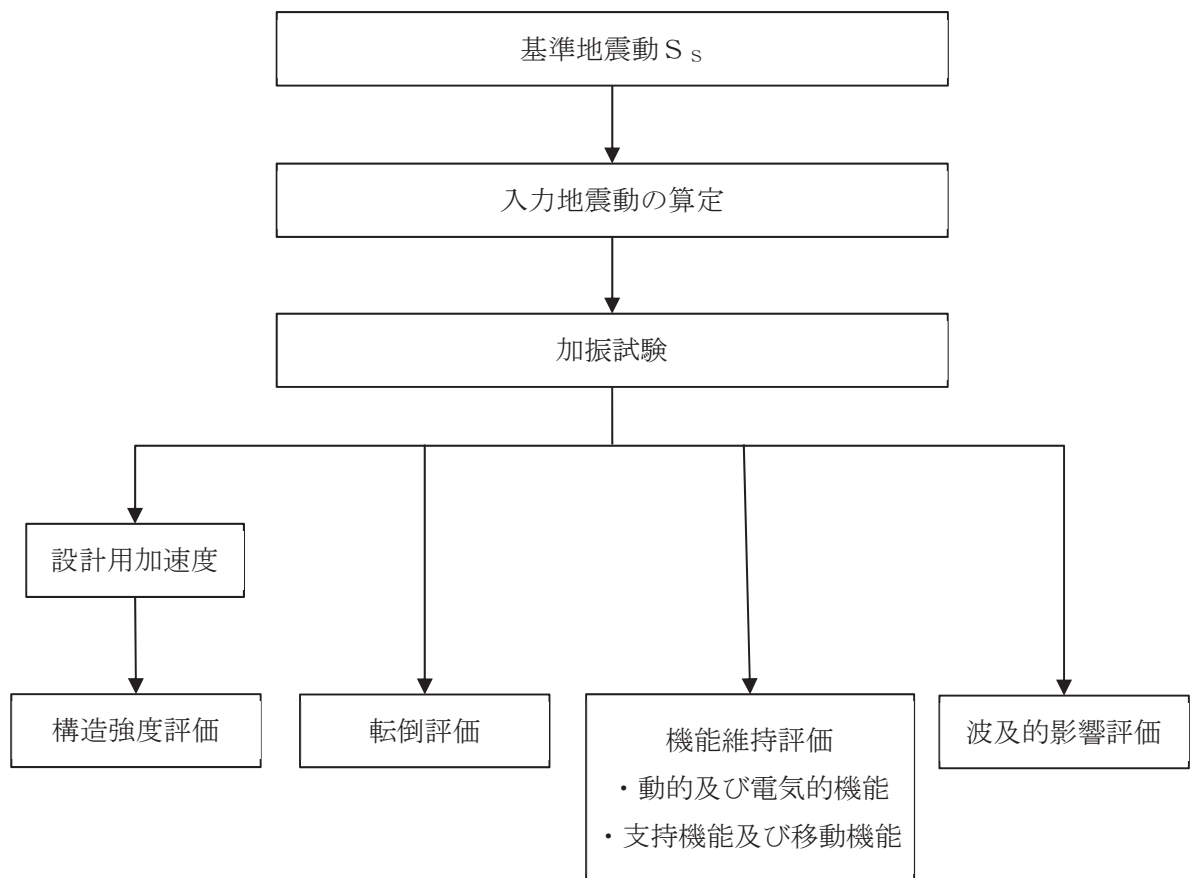 基準地震動Ｓｓ
入力地震動の算定
加振試験
設計用加速度
構造強度評価
転倒評価
機能維持評価
・動的及び電気的機能
・支持機能及び移動機能
波及的影響評価